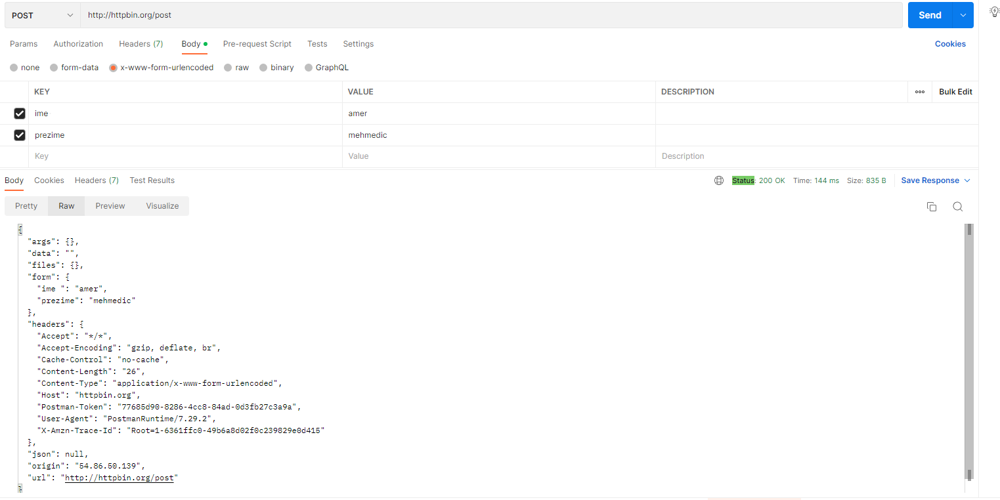 POST http://httpbin.org/post Send
Params Authorization Headers (7) Body Pre-request Script Tests Settings Cookies
none form-data x-www-form-urlencoded raw binary GraphQL
KEY VALUE DESCRIPTION ooo Bulk Edit
ime amer
prezime mehmedic
Key Value Description
Body Cookies Headers (7) Test Results Status: 200 OK Time: 144 ms Size: 835 B Save Response
Pretty Raw Preview Visualize
{
"args": {},
"data": "",
"files": {},
"form": {
"ime ": "amer",
"prezime": "mehmedic"
},
"headers": {
"Accept": "*/*",
"Accept-Encoding": "gzip, deflate, br",
"Cache-Control": "no-cache",
"Content-Length": "26",
"Content-Type": "application/x-www-form-urlencoded",
"Host": "httpbin.org",
"Postman-Token": "77685d90-8286-4cc8-84ad-0d3fb27c3a9a",
"User-Agent": "PostmanRuntime/7.29.2",
"X-Amzn-Trace-Id": "Root=1-6361ffc0-49b6a8d02f0c239829e0d415"
},
"json": null,
"origin": "54.86.50.139",
"url": "http://httpbin.org/post"
}